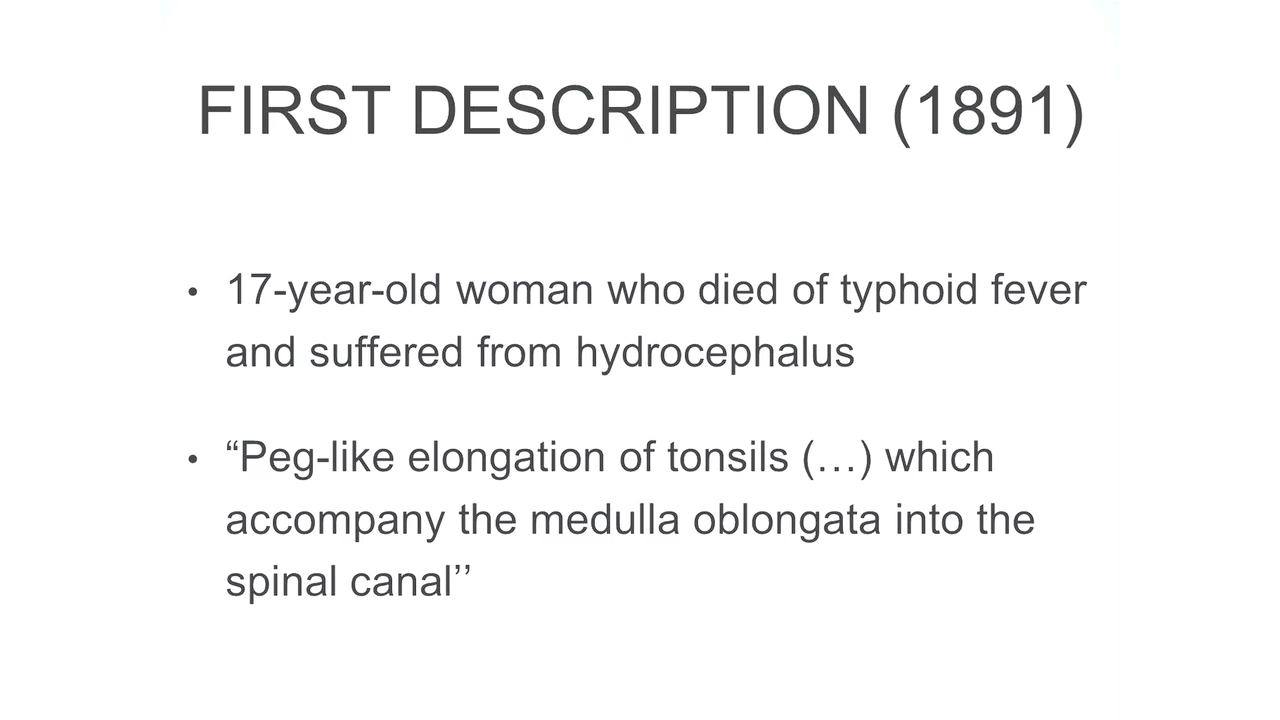 FIRST DESCRIPTION (1891)
• 17-year-old woman who died of typhoid fever
and suffered from hydrocephalus
• “Peg-like elongation of tonsils (…) which
accompany the medulla oblongata into the
spinal canal’’